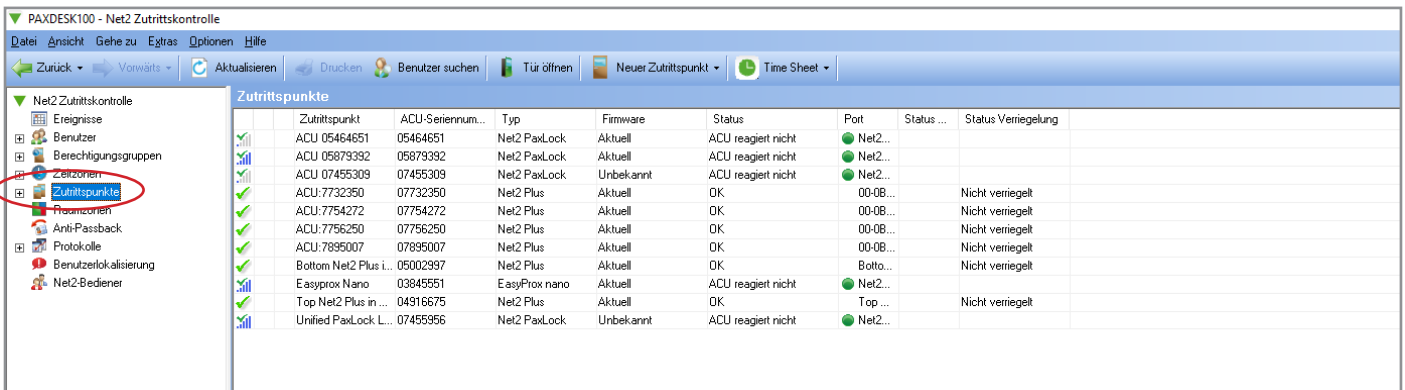 PAXDESK100 - Net2 Zutrittskontrolle
Datei Ansicht Gehe zu Extras Optionen Hilfe
Zurück Vorwärts Aktualisieren Drucken Benutzer suchen Tür öffnen Neuer Zutrittspunkt Time Sheet
Net2 Zutrittskontrolle
Ereignisse
Benutzer
Berechtigungsgruppen
Zeitzonen
Zutrittspunkte
Raumzonen
Anti-Passback
Protokolle
Benutzerlokalisierung
Net2-Bediener
Zutrittspunkte
Zutrittspunkt ACU-Seriennum... Typ Firmware Status Port Status ... Status Verriegelung
ACU 05464651 05464651 Net2 PaxLock Aktuell ACU reagiert nicht Net2...
ACU 05879392 05879392 Net2 PaxLock Aktuell ACU reagiert nicht Net2...
ACU 07455309 07455309 Net2 PaxLock Unbekannt ACU reagiert nicht Net2...
ACU:7732350 07732350 Net2 Plus Aktuell OK 00-0B... Nicht verriegelt
ACU:7754272 07754272 Net2 Plus Aktuell OK 00-0B... Nicht verriegelt
ACU:7756250 07756250 Net2 Plus Aktuell OK 00-0B... Nicht verriegelt
ACU:7895007 07895007 Net2 Plus Aktuell OK 00-0B... Nicht verriegelt
Bottom Net2 Plus i... 05002997 Net2 Plus Aktuell OK Botto... Nicht verriegelt
Easyprox Nano 03845551 EasyProx nano Aktuell ACU reagiert nicht Net2...
Top Net2 Plus in ... 04916675 Net2 Plus Aktuell OK Top ... Nicht verriegelt
Unified PaxLock L... 07455956 Net2 PaxLock Unbekannt ACU reagiert nicht Net2...